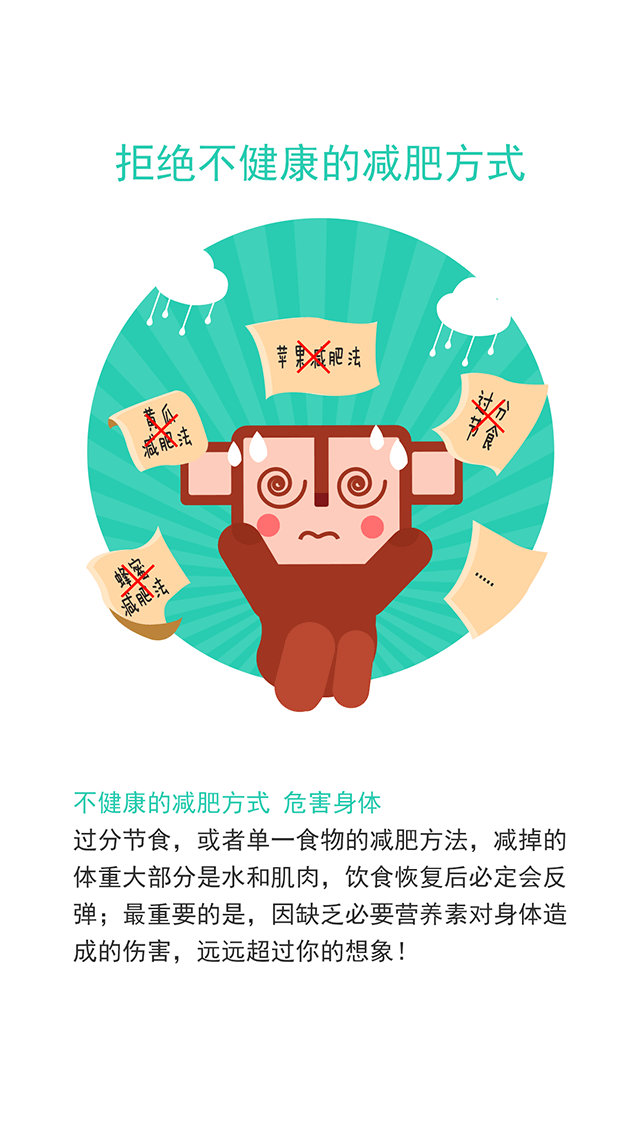 拒绝不健康的减肥方式
苹果减肥法
黄瓜
减肥法
过分
节食
蜂蜜
减肥法
.....
不健康的减肥方式 危害身体
过分节食，或者单一食物的减肥方法，减掉的
体重大部分是水和肌肉，饮食恢复后必定会反
弹；最重要的是，因缺乏必要营养素对身体造
成的伤害，远远超过你的想象！